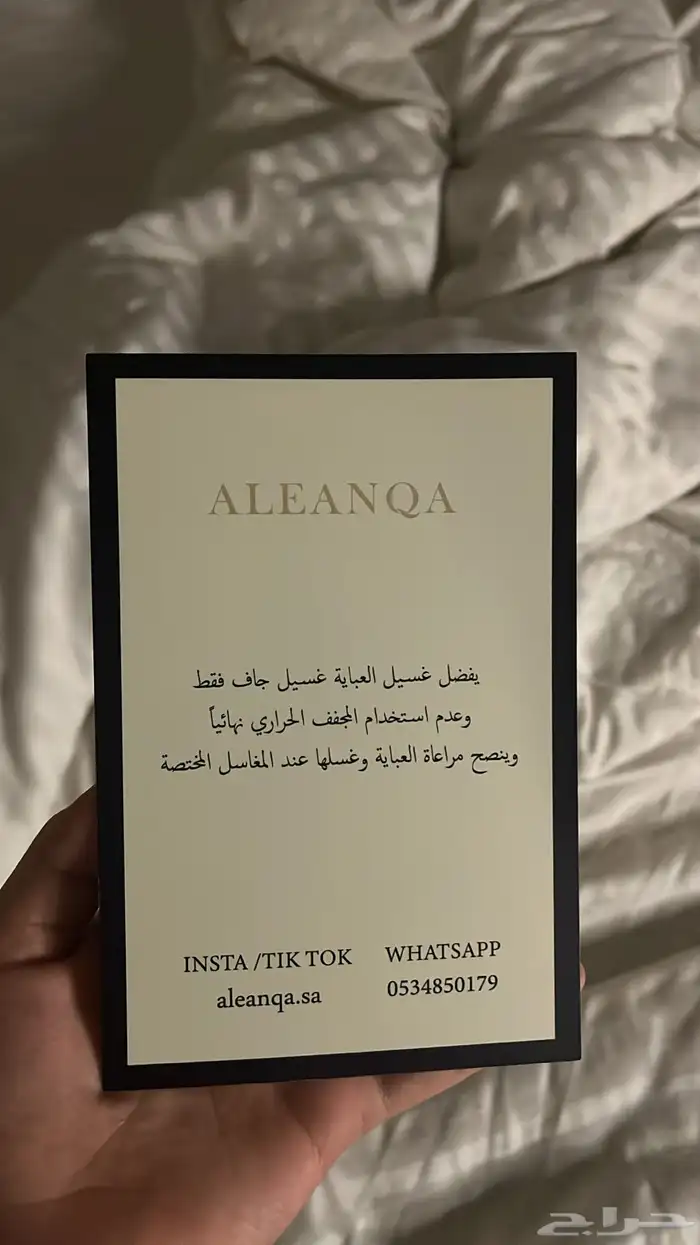 ALEANQA
يفضل غسيل العباية غسيل جاف فقط
وعدم استخدام المجفف الحراري نهائياً
وينصح مراعاة العباية وغسلها عند المغاسل المختصة
INSTA /TIK TOK
aleanqa.sa
WHATSAPP
0534850179
حراج